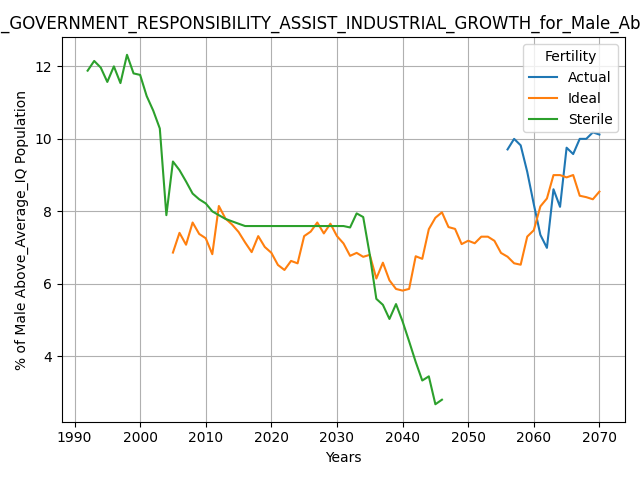 _GOVERNMENT_RESPONSIBILITY_ASSIST_INDUSTRIAL_GROWTH_for_Male_Ab
Fertility
Actual
Ideal
Sterile
% of Male Above_Average_IQ Population
12
10
8
6
4
1990 2000 2010 2020 2030 2040 2050 2060 2070
Years